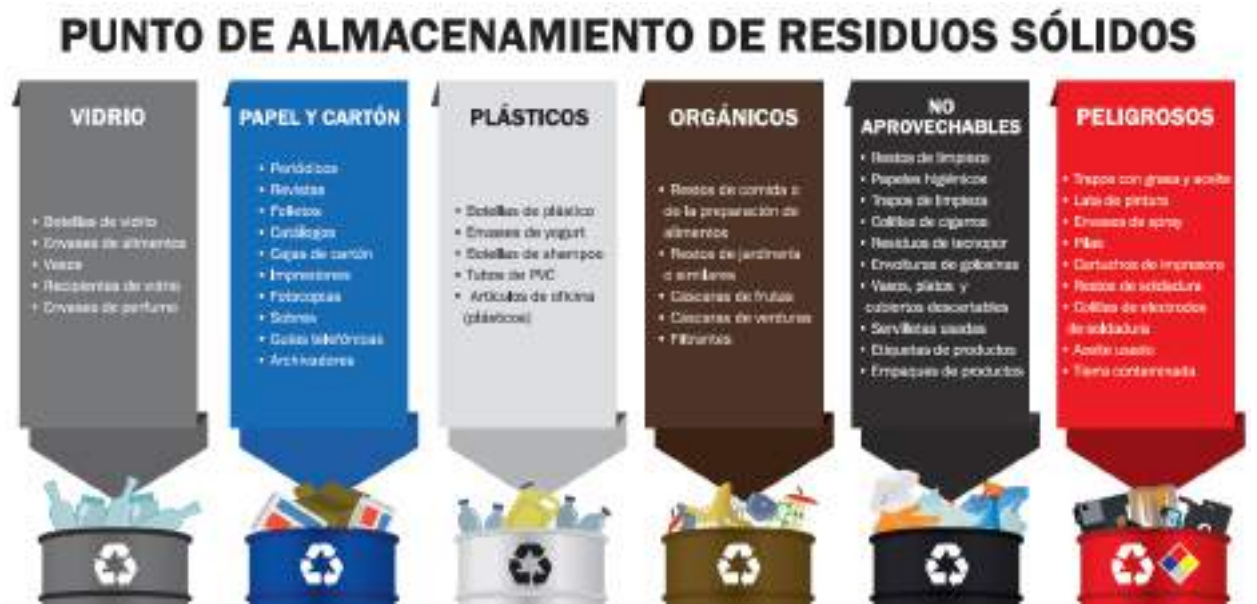 PUNTO DE ALMACENAMIENTO DE RESIDUOS SÓLIDOS
VIDRIO
• Botellas de vidrio
• Envases de alimentos
• Vasos
• Recipientes de vidrio
• Envases de perfume
PAPEL Y CARTÓN
• Periódicos
• Revistas
• Folletos
• Catálogos
• Cajas de cartón
• Impresiones
• Fotocopias
• Sobres
• Guías telefónicas
• Archivadores
PLÁSTICOS
• Botellas de plástico
• Envases de yogurt
• Botellas de shampoo
• Tubos de PVC
• Artículos de oficina
(plásticos)
ORGÁNICOS
• Restos de comida o
de la preparación de
alimentos
• Restos de jardinería
o similares
• Cáscaras de frutas
• Cáscaras de verduras
• Filtrantes
NO
APROVECHABLES
• Restos de limpieza
• Papeles higiénicos
• Trapos de limpieza
• Colillas de cigarros
• Residuos de tecnopor
• Envolturas de golosinas
• Vasos, platos y
cubiertos descartables
• Servilletas usadas
• Etiquetas de productos
• Empaques de productos
PELIGROSOS
• Trapos con grasa y aceite
• Lata de pintura
• Envases de spray
• Pilas
• Cartuchos de impresora
• Restos de soldadura
• Colillas de electrodos
de soldadura
• Aceite usado
• Tierra contaminada